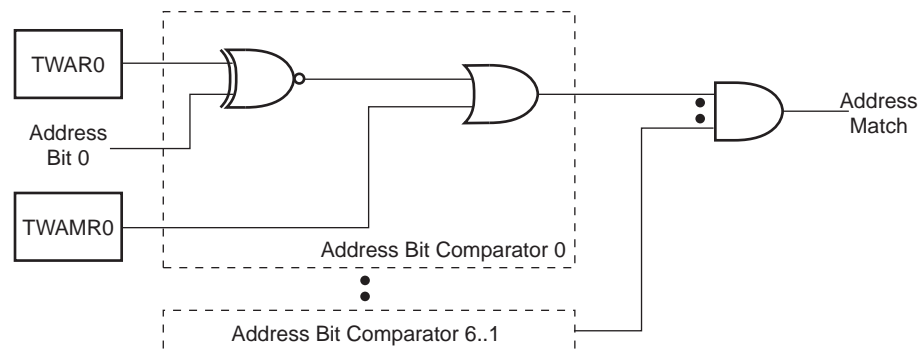 TWAR0
Address
Bit 0
TWAMR0
Address Bit Comparator 0
Address Bit Comparator 6..1
Address
Match